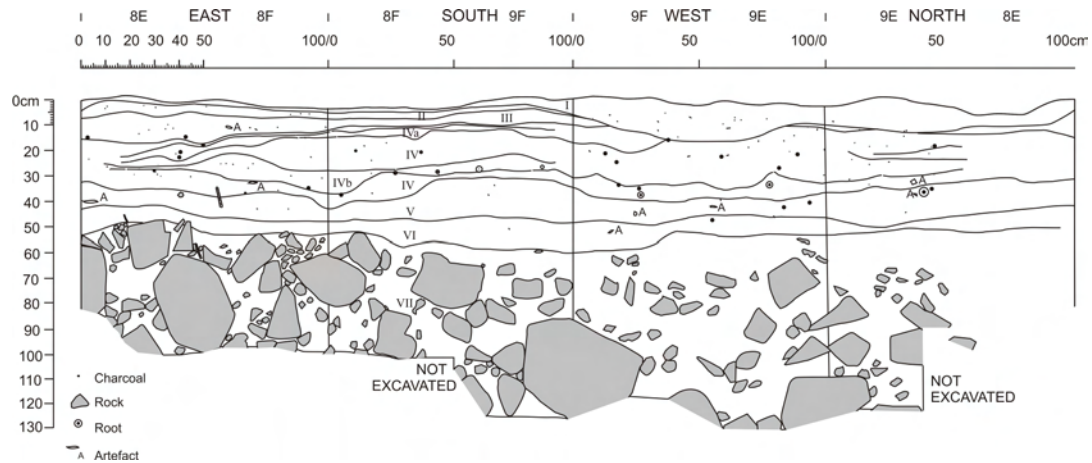 8E EAST 8F 8F SOUTH 9F 9F WEST 9E 9E NORTH 8E
0 10 20 30 40 50 100/0 50 100/0 50 100/0 50 100cm
0cm
10
20
30
40
50
60
70
80
90
100
110
120
130
I
II
III
IVa
IV
IVb
IV
V
VI
VII
A
A
A
A
A
A
A
A
NOT
EXCAVATED
NOT
EXCAVATED
Charcoal
Rock
Root
A Artefact